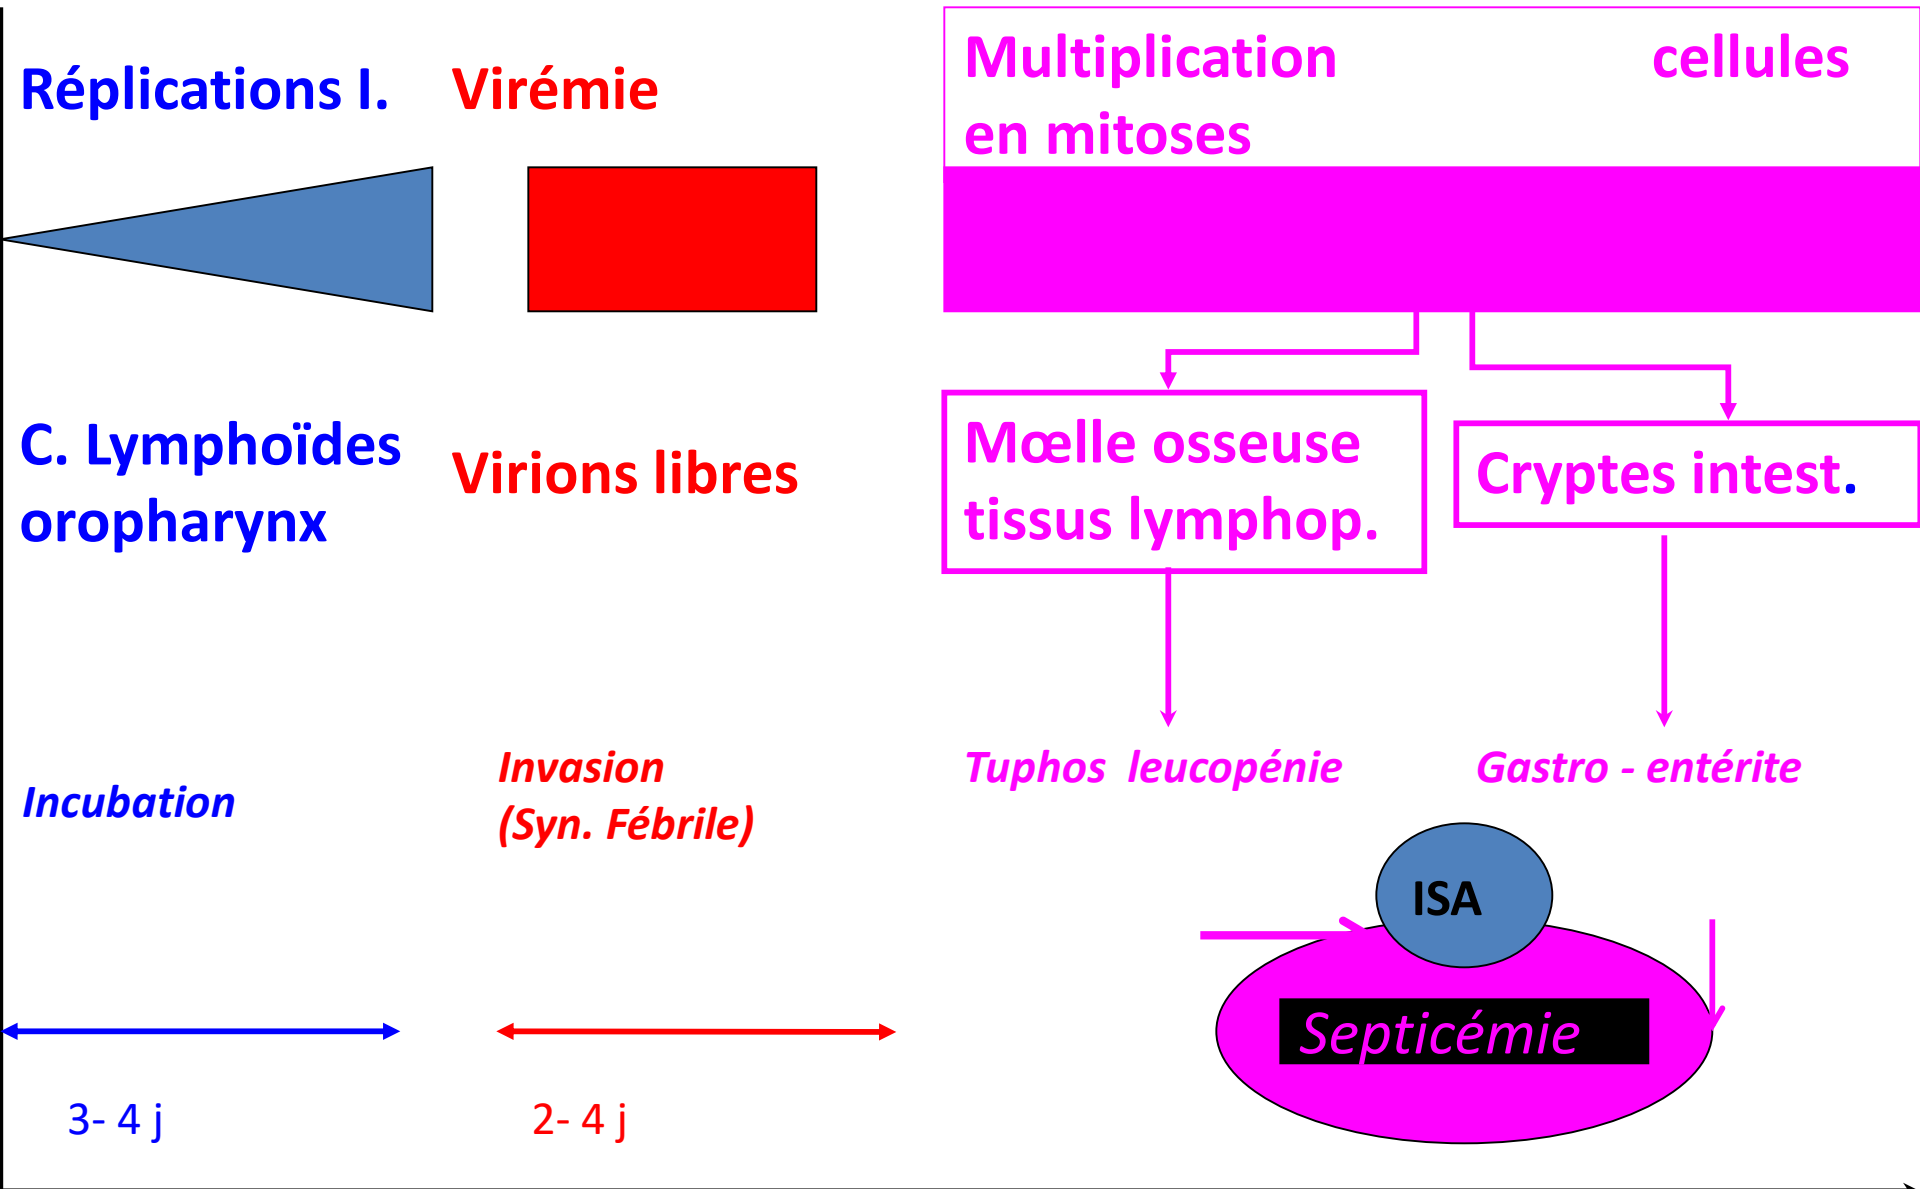 Réplications I.
Virémie
Multiplication cellules
en mitoses
C. Lymphoïdes
oropharynx
Virions libres
Mœlle osseuse
tissus lymphop.
Cryptes intest.
Incubation
Invasion
(Syn. Fébrile)
Tuphos leucopénie
Gastro - entérite
ISA
Septicémie
3- 4 j
2- 4 j